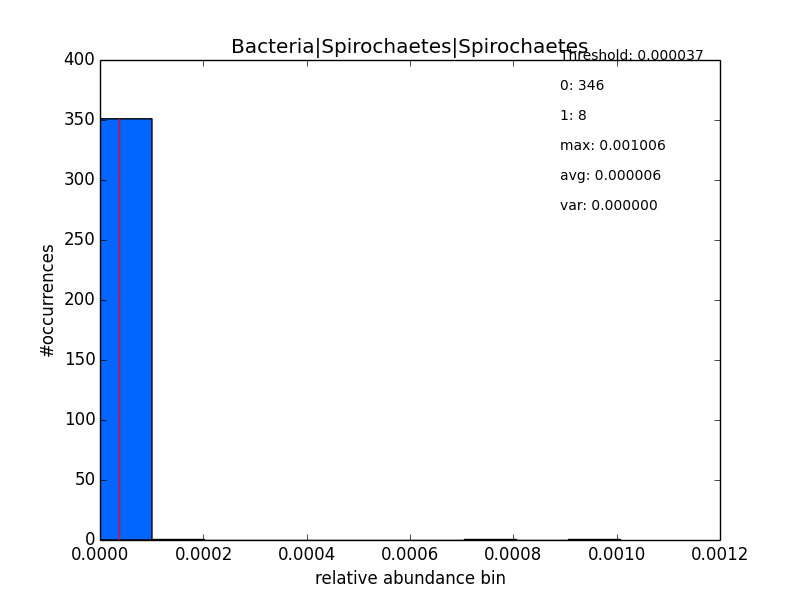 Bacteria|Spirochaetes|Spirochaetes
Threshold: 0.000037
0: 346
1: 8
max: 0.001006
avg: 0.000006
var: 0.000000
400
350
300
250
200
150
100
50
0
#occurrences
0.0000 0.0002 0.0004 0.0006 0.0008 0.0010 0.0012
relative abundance bin